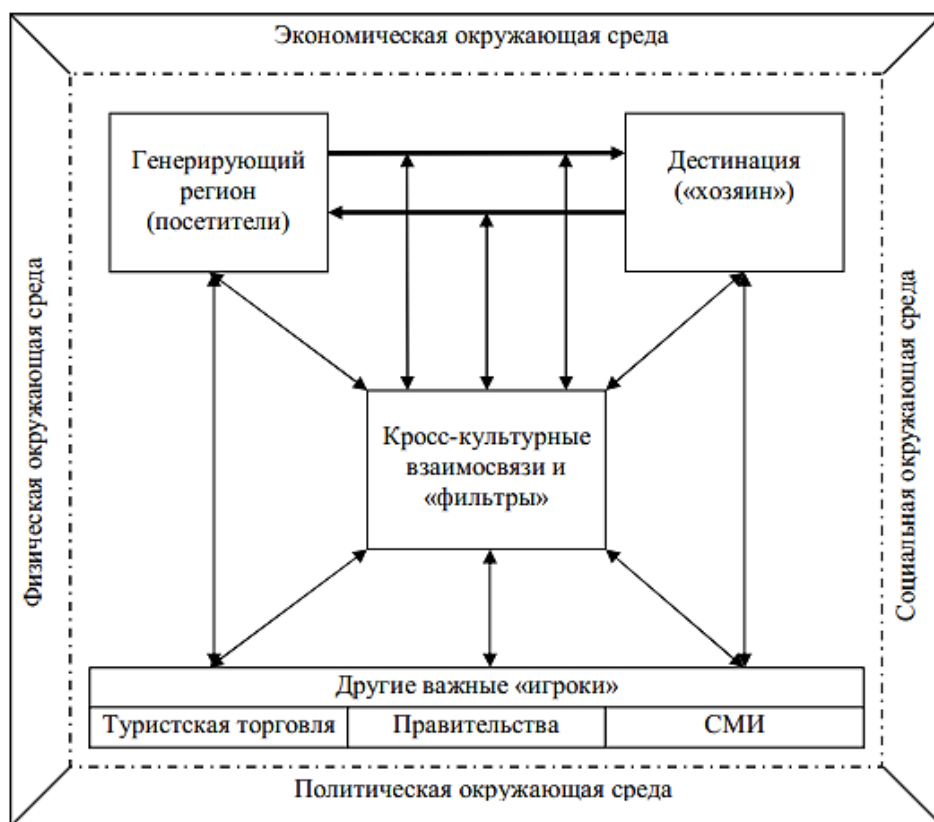 Экономическая окружающая среда
Генерирующий
регион
(посетители)
Дестинация
(«хозяин»)
Физическая окружающая среда
Социальная окружающая среда
Кросс-культурные
взаимосвязи и
«фильтры»
Другие важные «игроки»
Туристская торговля
Правительства
СМИ
Политическая окружающая среда